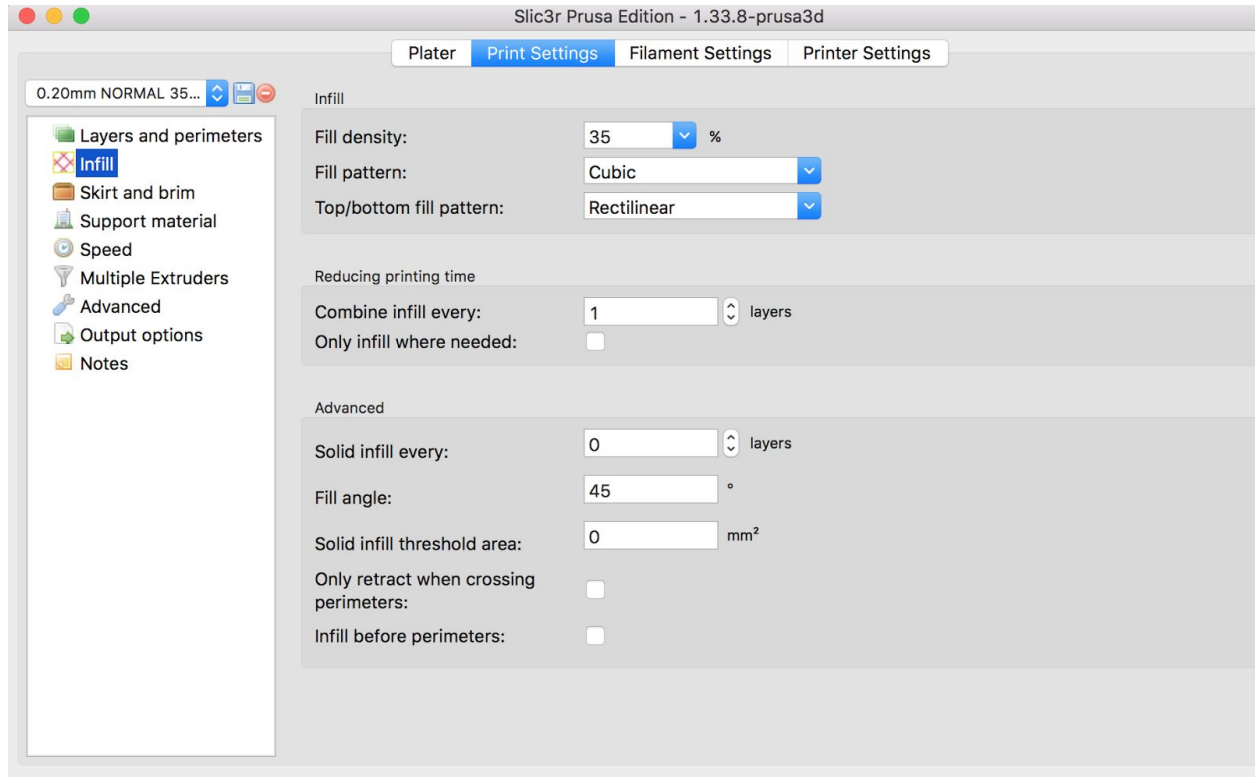 Slic3r Prusa Edition - 1.33.8-prusa3d
Plater Print Settings Filament Settings Printer Settings
0.20mm NORMAL 35...
Layers and perimeters
Infill
Skirt and brim
Support material
Speed
Multiple Extruders
Advanced
Output options
Notes
Infill
Fill density: 35 %
Fill pattern: Cubic
Top/bottom fill pattern: Rectilinear
Reducing printing time
Combine infill every: 1 layers
Only infill where needed:
Advanced
Solid infill every: 0 layers
Fill angle: 45 °
Solid infill threshold area: 0 mm²
Only retract when crossing
perimeters:
Infill before perimeters: